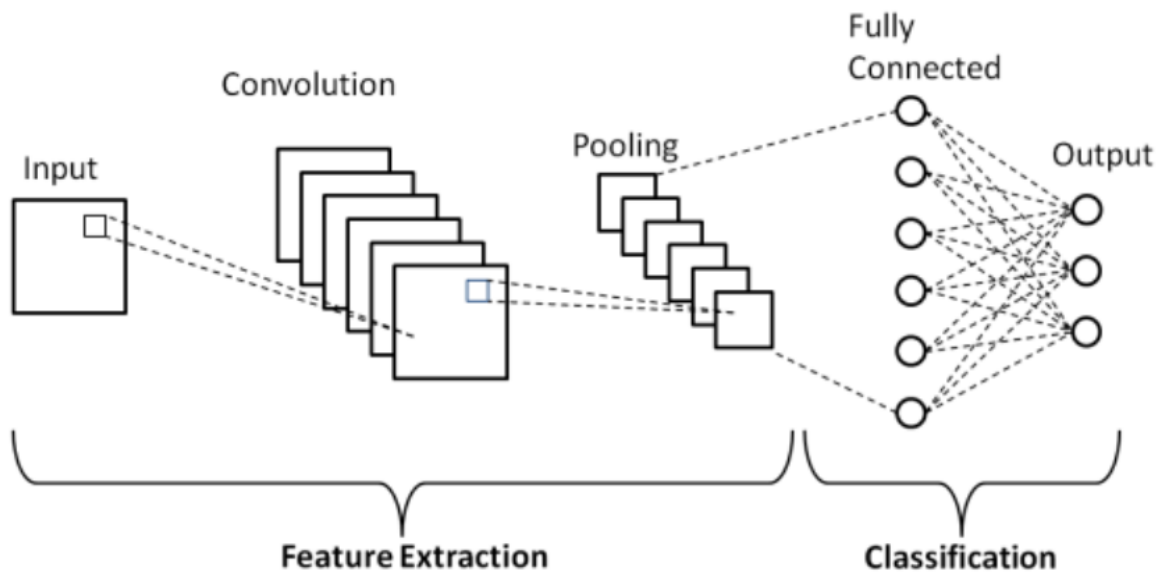 Input
Convolution
Pooling
Fully
Connected
Output
Feature Extraction
Classification